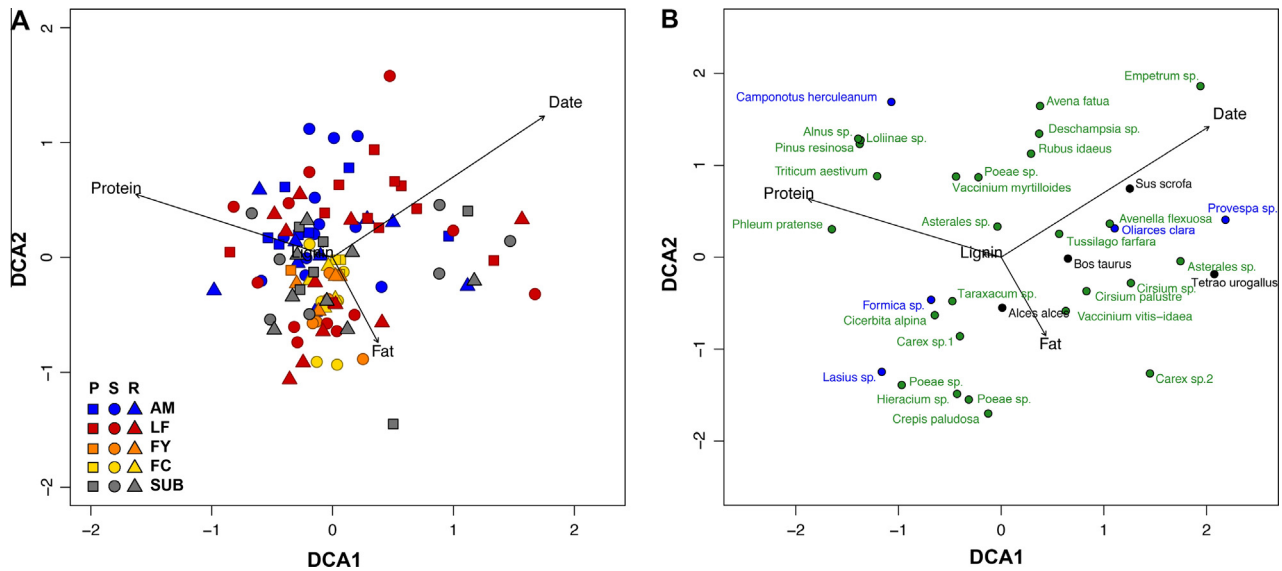 A
2
1
0
−1
−2
DCA2
Date
Protein
Lignin
Fat
P S R
AM
LF
FY
FC
SUB
−2 −1 0 1 2
DCA1
B
2
1
0
−1
−2
DCA2
Empetrum sp.
Camponotus herculeanum
Avena fatua
Date
Deschampsia sp.
Alnus sp.
Loliinae sp.
Pinus resinosa
Rubus idaeus
Triticum aestivum
Poeae sp.
Vaccinium myrtilloides
Sus scrofa
Protein
Provespa sp.
Phleum pratense
Asterales sp.
Avenella flexuosa
Oliarces clara
Tussilago farfara
Lignin
Bos taurus
Asterales sp.
Tetrao urogallus
Cirsium sp.
Taraxacum sp.
Cirsium palustre
Formica sp.
Cicerbita alpina
Alces alces
Vaccinium vitis−idaea
Carex sp.1
Fat
Lasius sp.
Poeae sp.
Carex sp.2
Hieracium sp.
Poeae sp.
Crepis paludosa
−2 −1 0 1 2
DCA1